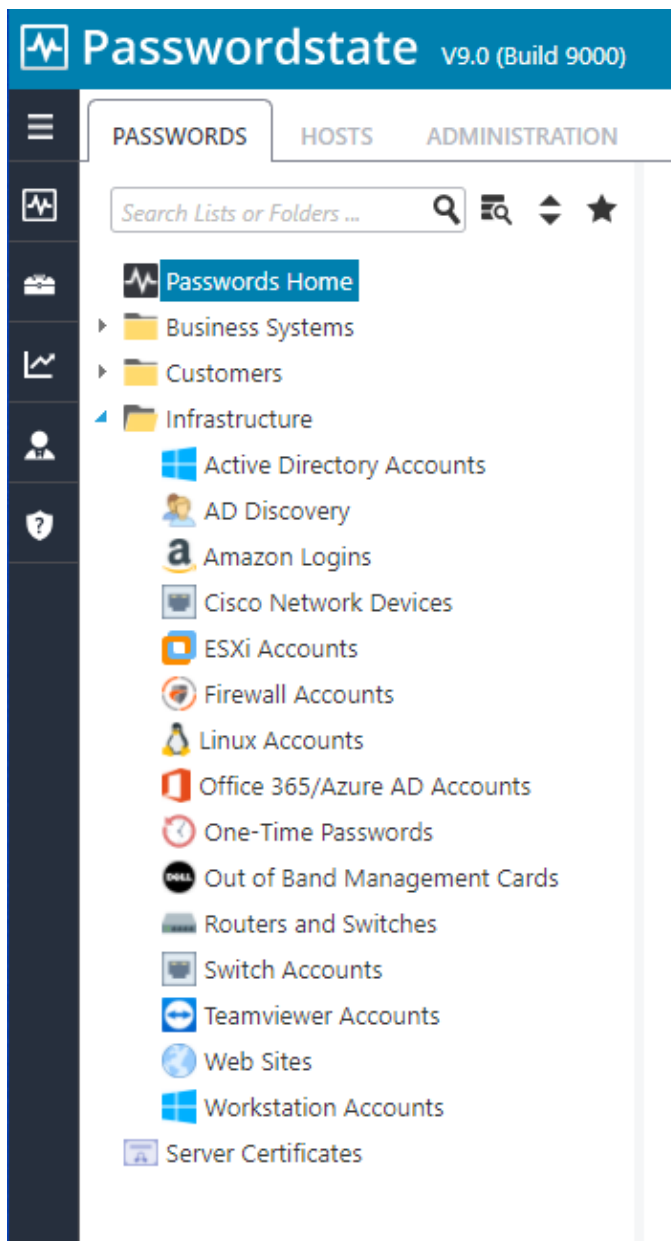 Passwordstate V9.0 (Build 9000)
PASSWORDS HOSTS ADMINISTRATION
Search Lists or Folders ...
Passwords Home
Business Systems
Customers
Infrastructure
Active Directory Accounts
AD Discovery
a Amazon Logins
Cisco Network Devices
ESXi Accounts
Firewall Accounts
Linux Accounts
Office 365/Azure AD Accounts
One-Time Passwords
DELL Out of Band Management Cards
Routers and Switches
Switch Accounts
Teamviewer Accounts
Web Sites
Workstation Accounts
Server Certificates